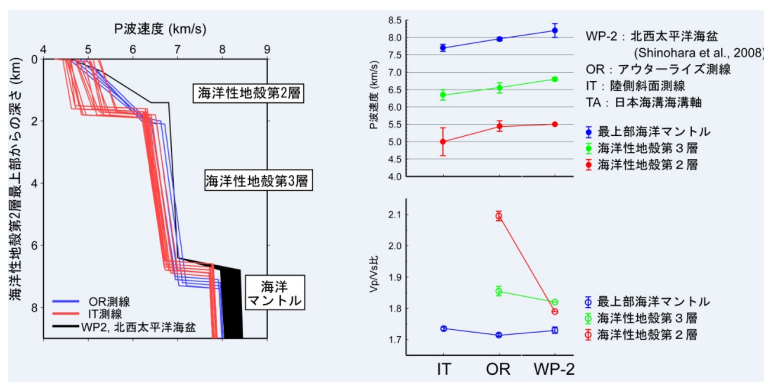 P波速度 (km/s)
4 5 6 7 8 9
海洋性地殻第2層最上部からの深さ (km)
0
2
4
6
8
海洋性地殻第2層
海洋性地殻第3層
海洋
マントル
OR測線
IT測線
WP2, 北西太平洋海盆
P波速度 (km/s)
8.5
8.0
7.5
7.0
6.5
6.0
5.5
5.0
4.5
4.0
WP-2：北西太平洋海盆
(Shinohara et al., 2008)
OR：アウターライズ測線
IT：陸側斜面測線
TA：日本海溝海溝軸
最上部海洋マントル
海洋性地殻第３層
海洋性地殻第２層
Vp/Vs比
2.1
2.0
1.9
1.8
1.7
IT OR WP-2
最上部海洋マントル
海洋性地殻第３層
海洋性地殻第２層